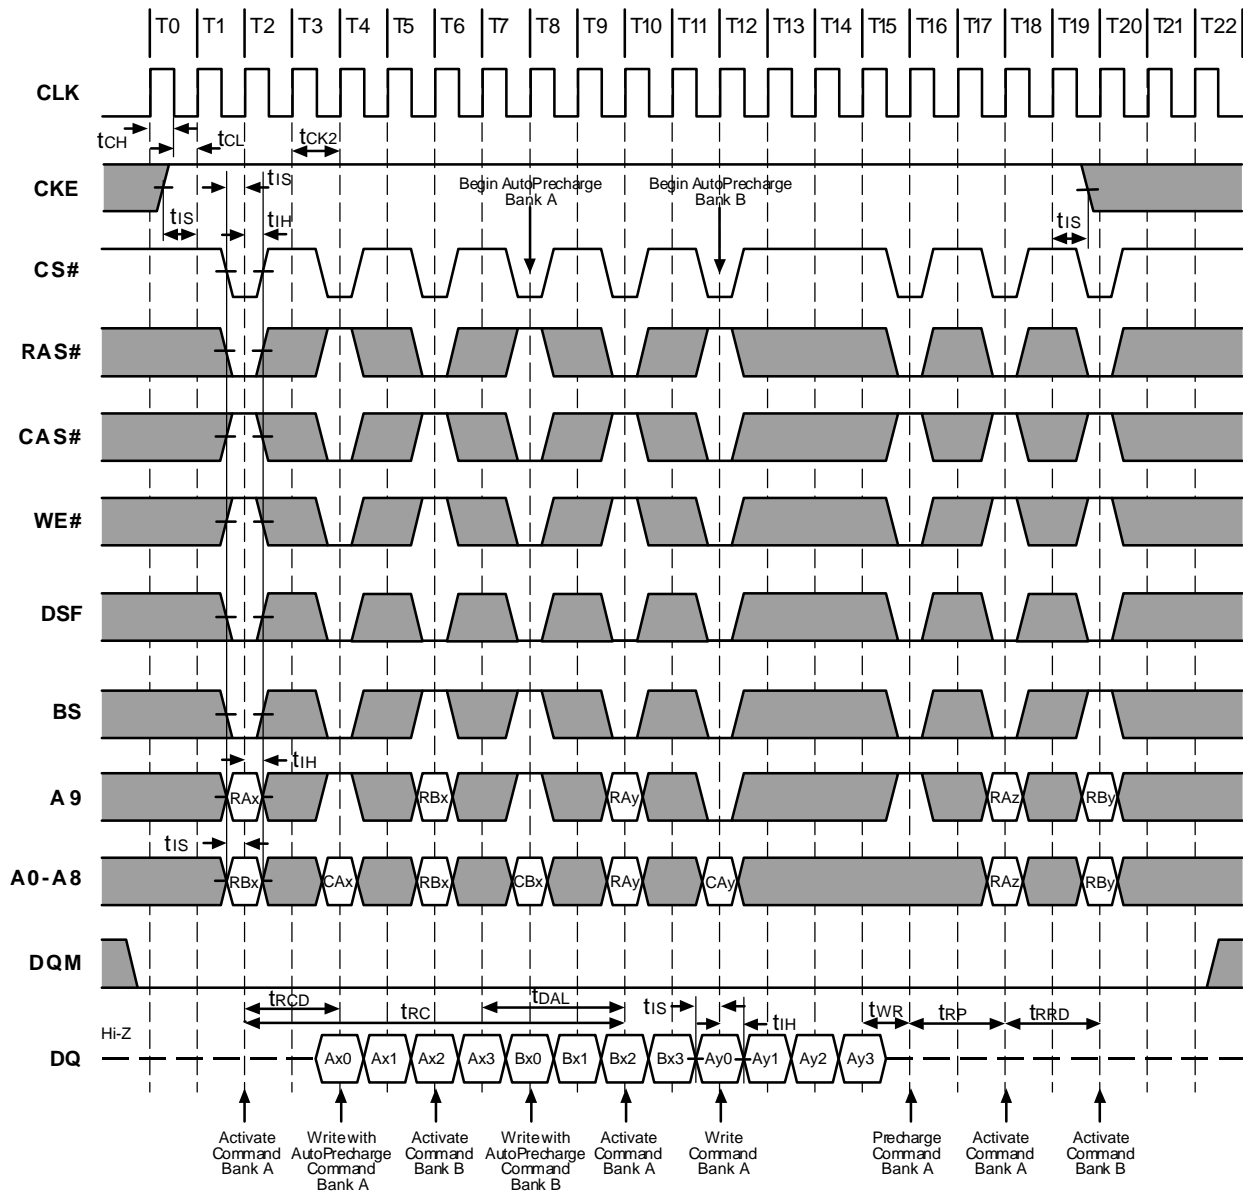 T0 T1 T2 T3 T4 T5 T6 T7 T8 T9 T10 T11 T12 T13 T14 T15 T16 T17 T18 T19 T20 T21 T22
CLK
tCH tCL tCK2
CKE
tIS
Begin AutoPrecharge
Bank A
Begin AutoPrecharge
Bank B
tIS tIH tIS
CS#
RAS#
CAS#
WE#
DSF
BS
tIH
A9
RAx RBx RAy RAz RBy
tIS
A0-A8
RBx CAx RBx CBx RAy CAy RAz RBy
DQM
tRCD tRC tDAL tIS tIH tWR tRP tRRD
Hi-Z
DQ
Ax0 Ax1 Ax2 Ax3 Bx0 Bx1 Bx2 Bx3 Ay0 Ay1 Ay2 Ay3
Activate
Command
Bank A
Write with
AutoPrecharge
Command
Bank A
Activate
Command
Bank B
Write with
AutoPrecharge
Command
Bank B
Activate
Command
Bank A
Write
Command
Bank A
Precharge
Command
Bank A
Activate
Command
Bank A
Activate
Command
Bank B